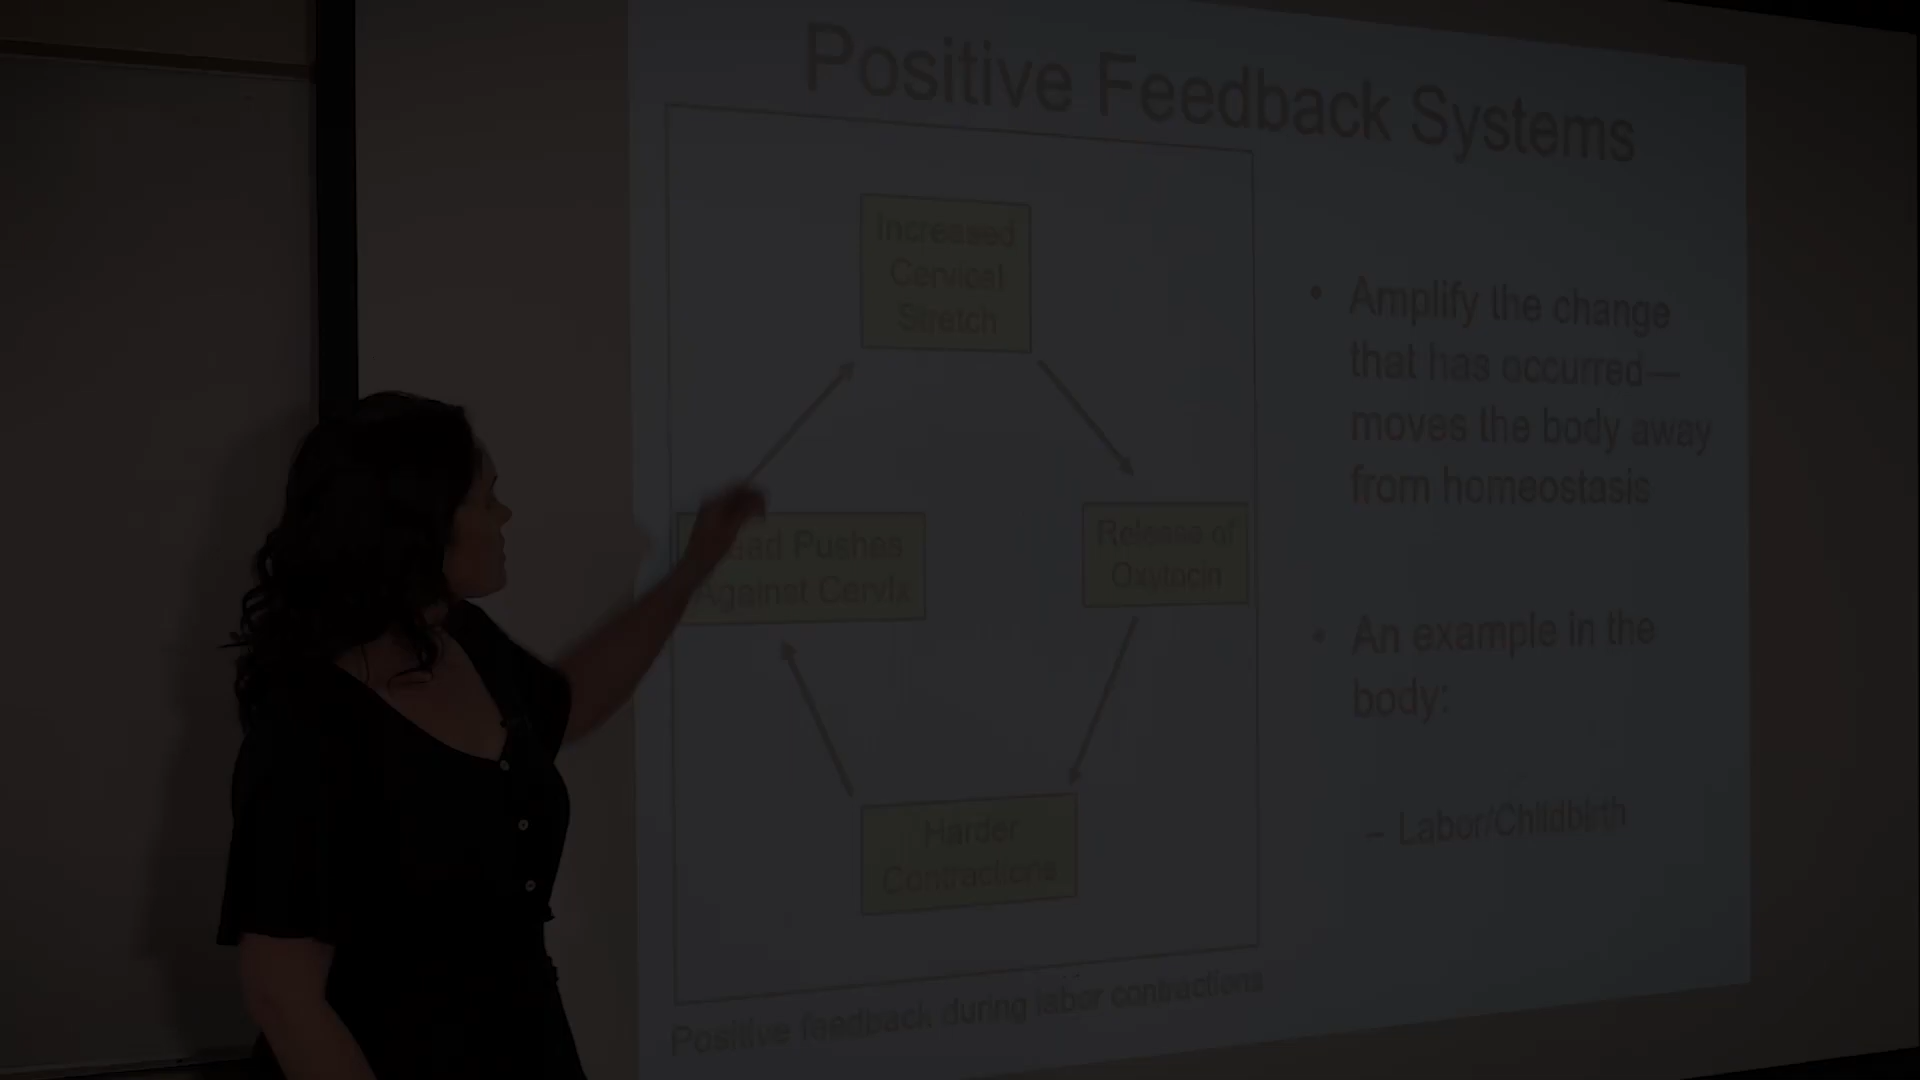 Positive Feedback Systems
Increased
Cervical
Stretch
Pushes
Against Cervix
Release of
Oxytocin
Harder
Contractions
Positive feedback during labor contractions
• Amplify the change
that has occurred—
moves the body away
from homeostasis
• An example in the
body:
– Labor/Childbirth